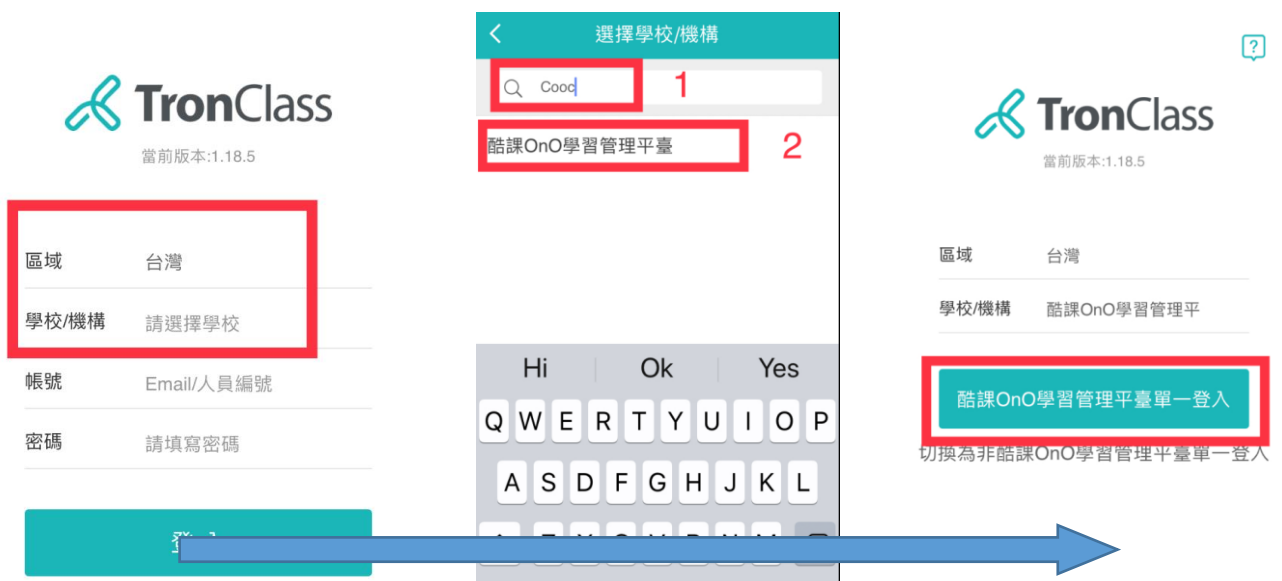 TronClass
當前版本:1.18.5
區域 台灣
學校/機構 請選擇學校
帳號 Email/人員編號
密碼 請填寫密碼
選擇學校/機構
Cooc
1
酷課OnO學習管理平臺
2
Hi Ok Yes
Q W E R T Y U I O P
A S D F G H J K L
?
TronClass
當前版本:1.18.5
區域 台灣
學校/機構 酷課OnO學習管理平
酷課OnO學習管理平臺單一登入
切換為非酷課OnO學習管理平臺單一登入